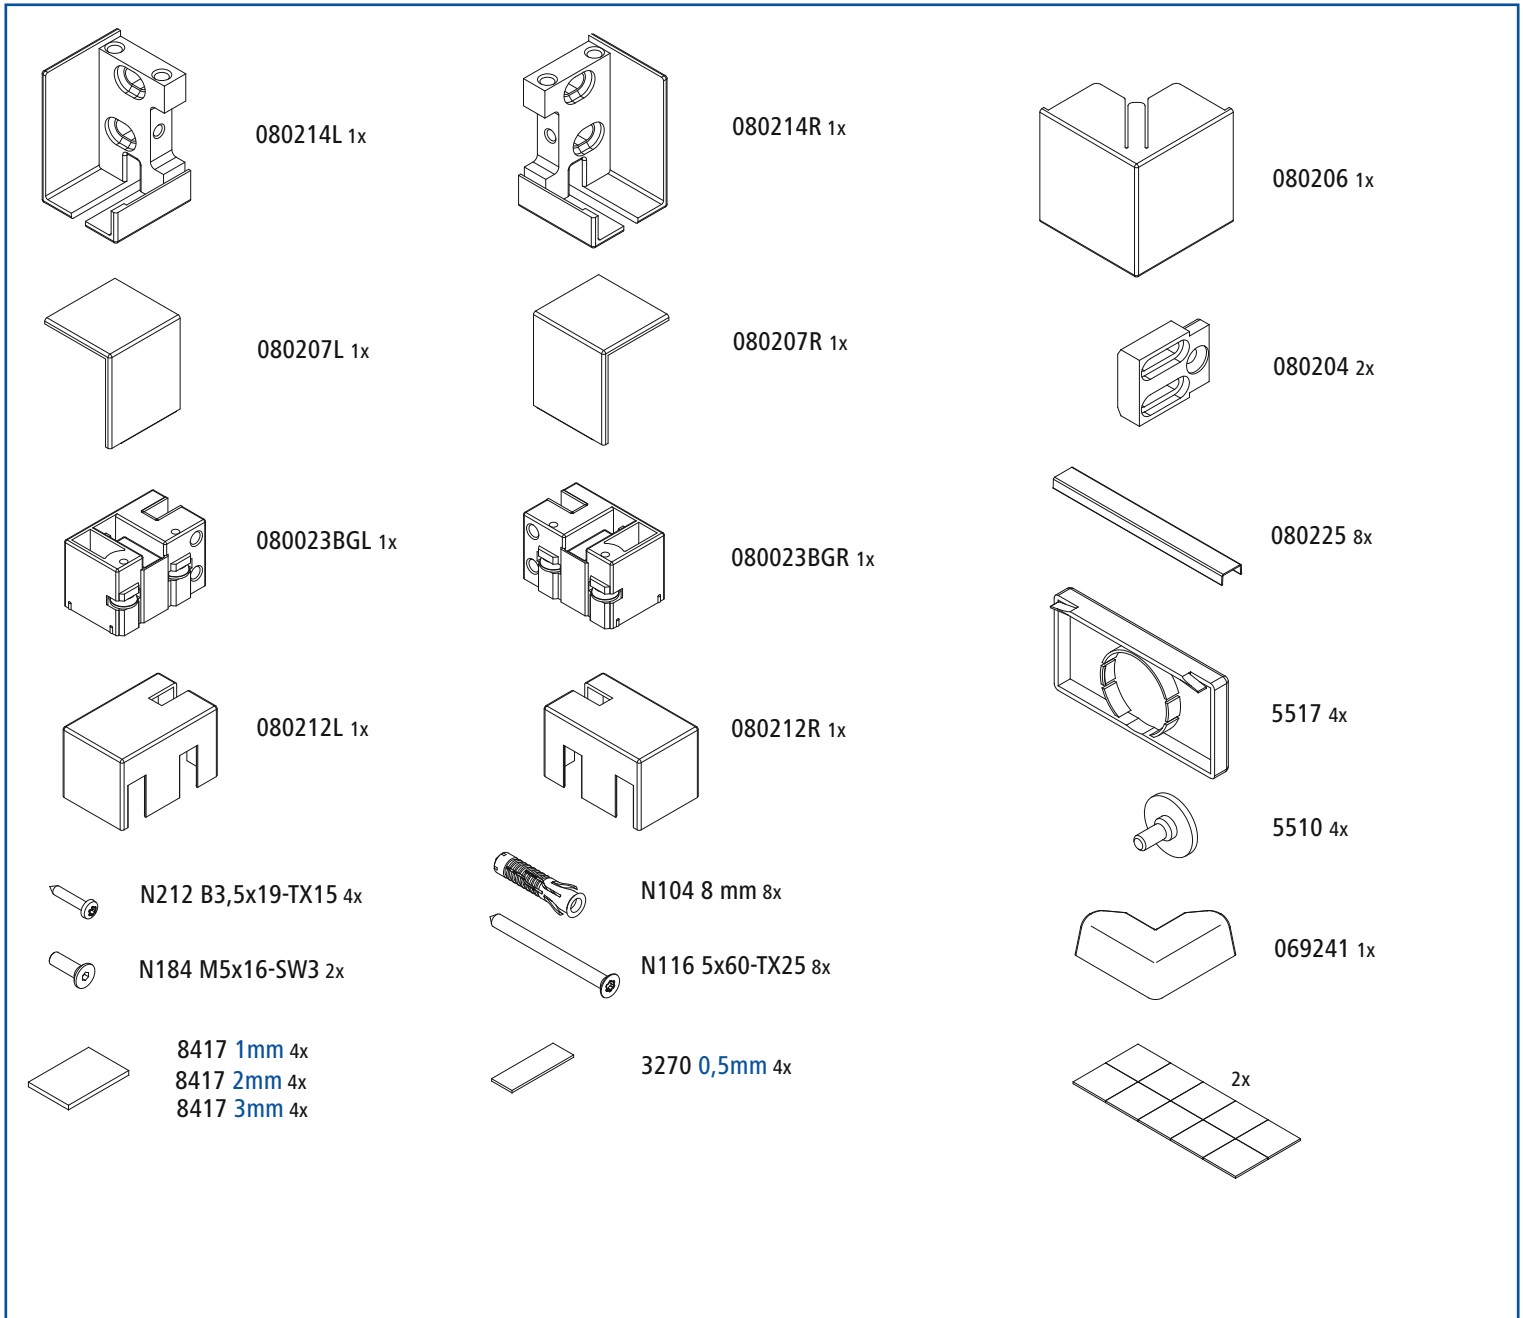 080214L 1x
080214R 1x
080206 1x
080207L 1x
080207R 1x
080204 2x
080023BGL 1x
080023BGR 1x
080225 8x
080212L 1x
080212R 1x
5517 4x
5510 4x
N212 B3,5x19-TX15 4x
N104 8 mm 8x
069241 1x
N184 M5x16-SW3 2x
N116 5x60-TX25 8x
8417 1mm 4x
8417 2mm 4x
8417 3mm 4x
3270 0,5mm 4x
2x